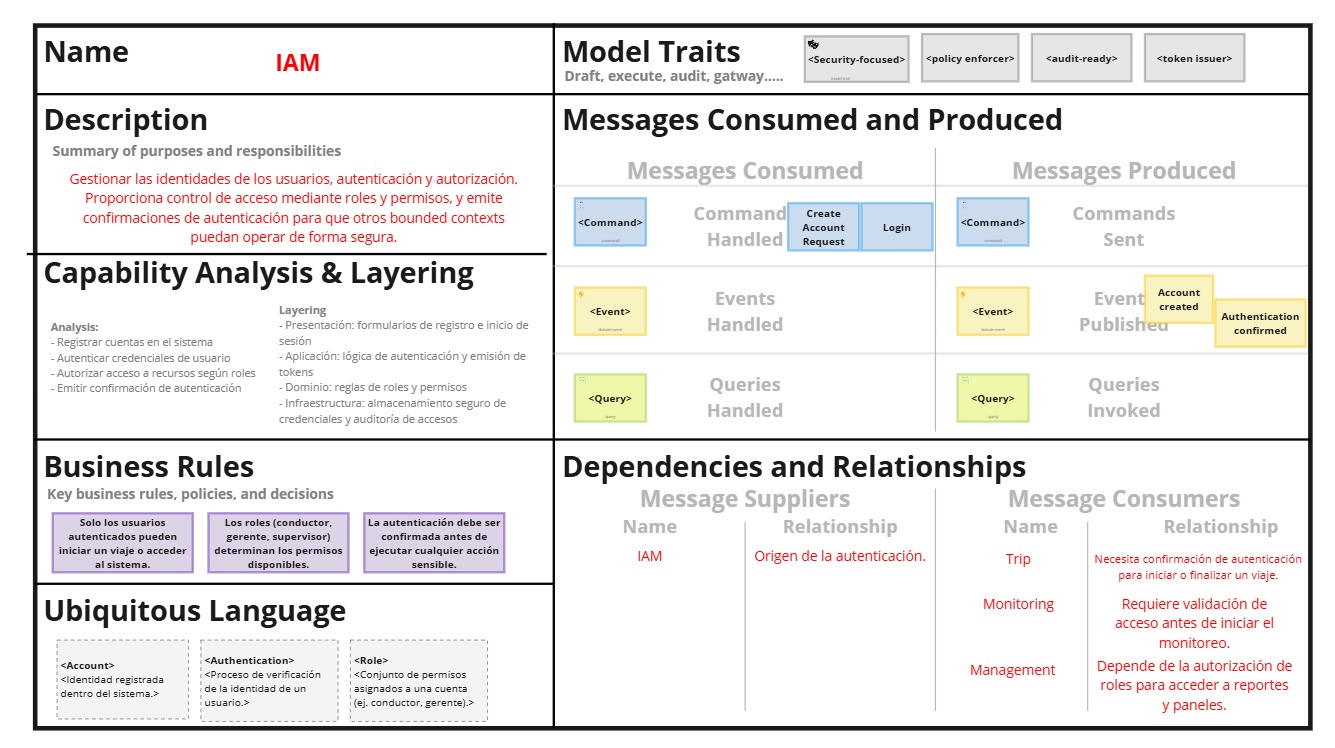 Name
IAM
Description
Summary of purposes and responsibilities
Gestionar las identidades de los usuarios, autenticación y autorización.
Proporciona control de acceso mediante roles y permisos, y emite
confirmaciones de autenticación para que otros bounded contexts
puedan operar de forma segura.
Capability Analysis & Layering
Analysis:
- Registrar cuentas en el sistema
- Autenticar credenciales de usuario
- Autorizar acceso a recursos según roles
- Emitir confirmación de autenticación
Layering
- Presentación: formularios de registro e inicio de
sesión
- Aplicación: lógica de autenticación y emisión de
tokens
- Dominio: reglas de roles y permisos
- Infraestructura: almacenamiento seguro de
credenciales y auditoría de accesos
Business Rules
Key business rules, policies, and decisions
Solo los usuarios
autenticados pueden
iniciar un viaje o acceder
al sistema.
Los roles (conductor,
gerente, supervisor)
determinan los permisos
disponibles.
La autenticación debe ser
confirmada antes de
ejecutar cualquier acción
sensible.
Ubiquitous Language
<Account>
<Identidad registrada
dentro del sistema.>
<Authentication>
<Proceso de verificación
de la identidad de un
usuario.>
<Role>
<Conjunto de permisos
asignados a una cuenta
(ej. conductor, gerente).>
Model Traits
Draft, execute, audit, gatway.....
<Security-focused>
<policy enforcer>
<audit-ready>
<token issuer>
Messages Consumed and Produced
Messages Consumed
<Command>
command
Command
Handled
Create
Account
Request
Login
<Event>
domain event
Events
Handled
<Query>
query
Queries
Handled
Messages Produced
<Command>
command
Commands
Sent
<Event>
domain event
Event
Published
Account
created
Authentication
confirmed
<Query>
query
Queries
Invoked
Dependencies and Relationships
Message Suppliers
Name Relationship
IAM Origen de la autenticación.
Message Consumers
Name Relationship
Trip
Necesita confirmación de autenticación
para iniciar o finalizar un viaje.
Monitoring
Requiere validación de
acceso antes de iniciar el
monitoreo.
Management
Depende de la autorización de
roles para acceder a reportes
y paneles.